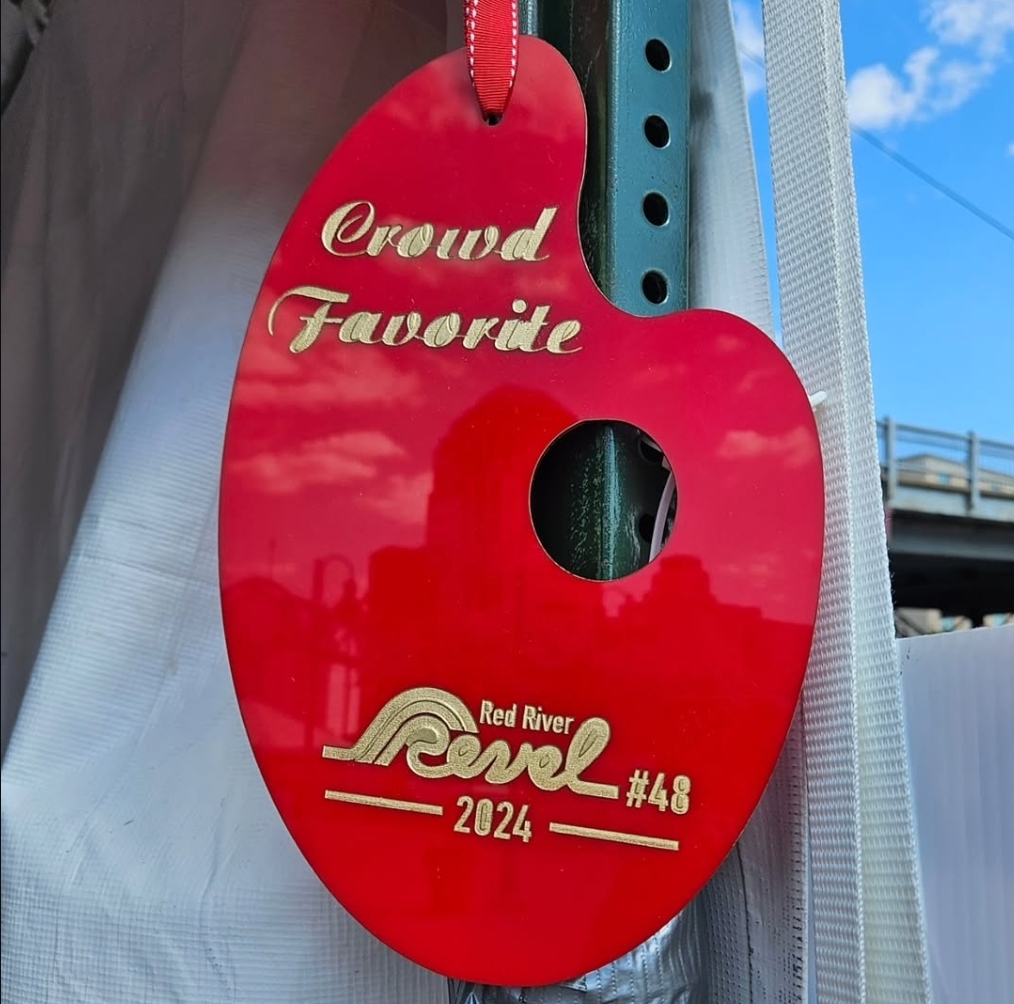 Crowd
Favorite
Red River
Revel #48
2024